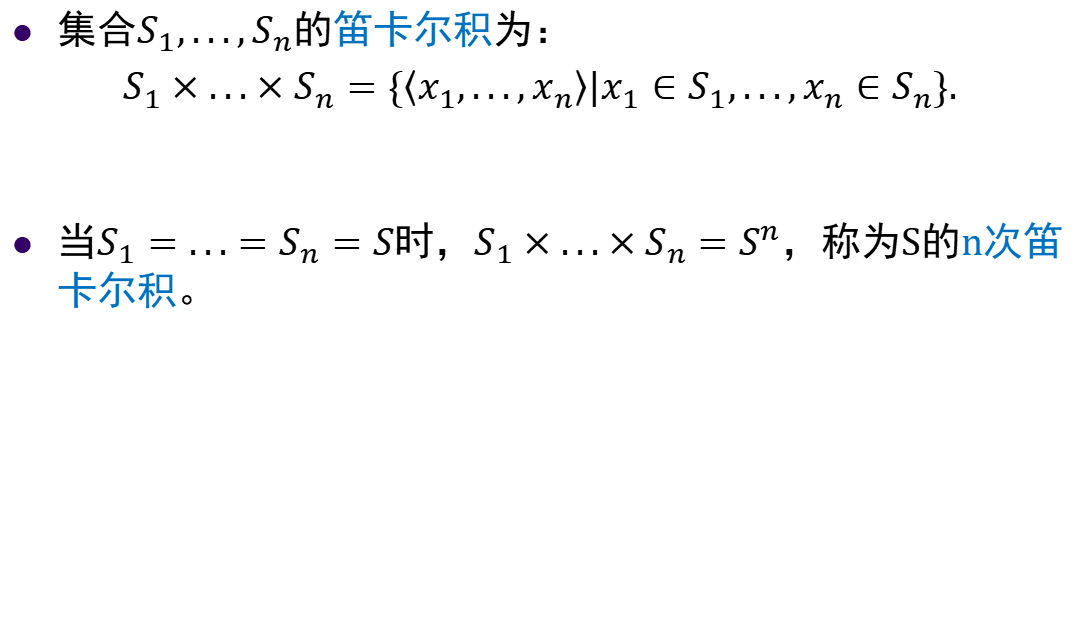 ● 集合𝑆₁,...,𝑆ₙ的笛卡尔积为：
𝑆₁ × ... × 𝑆ₙ = {⟨𝑥₁,...,𝑥ₙ⟩|𝑥₁ ∈ 𝑆₁,...,𝑥ₙ ∈ 𝑆ₙ}.
● 当𝑆₁ = ... = 𝑆ₙ = 𝑆时，𝑆₁ × ... × 𝑆ₙ = 𝑆ⁿ，称为S的n次笛
卡尔积。